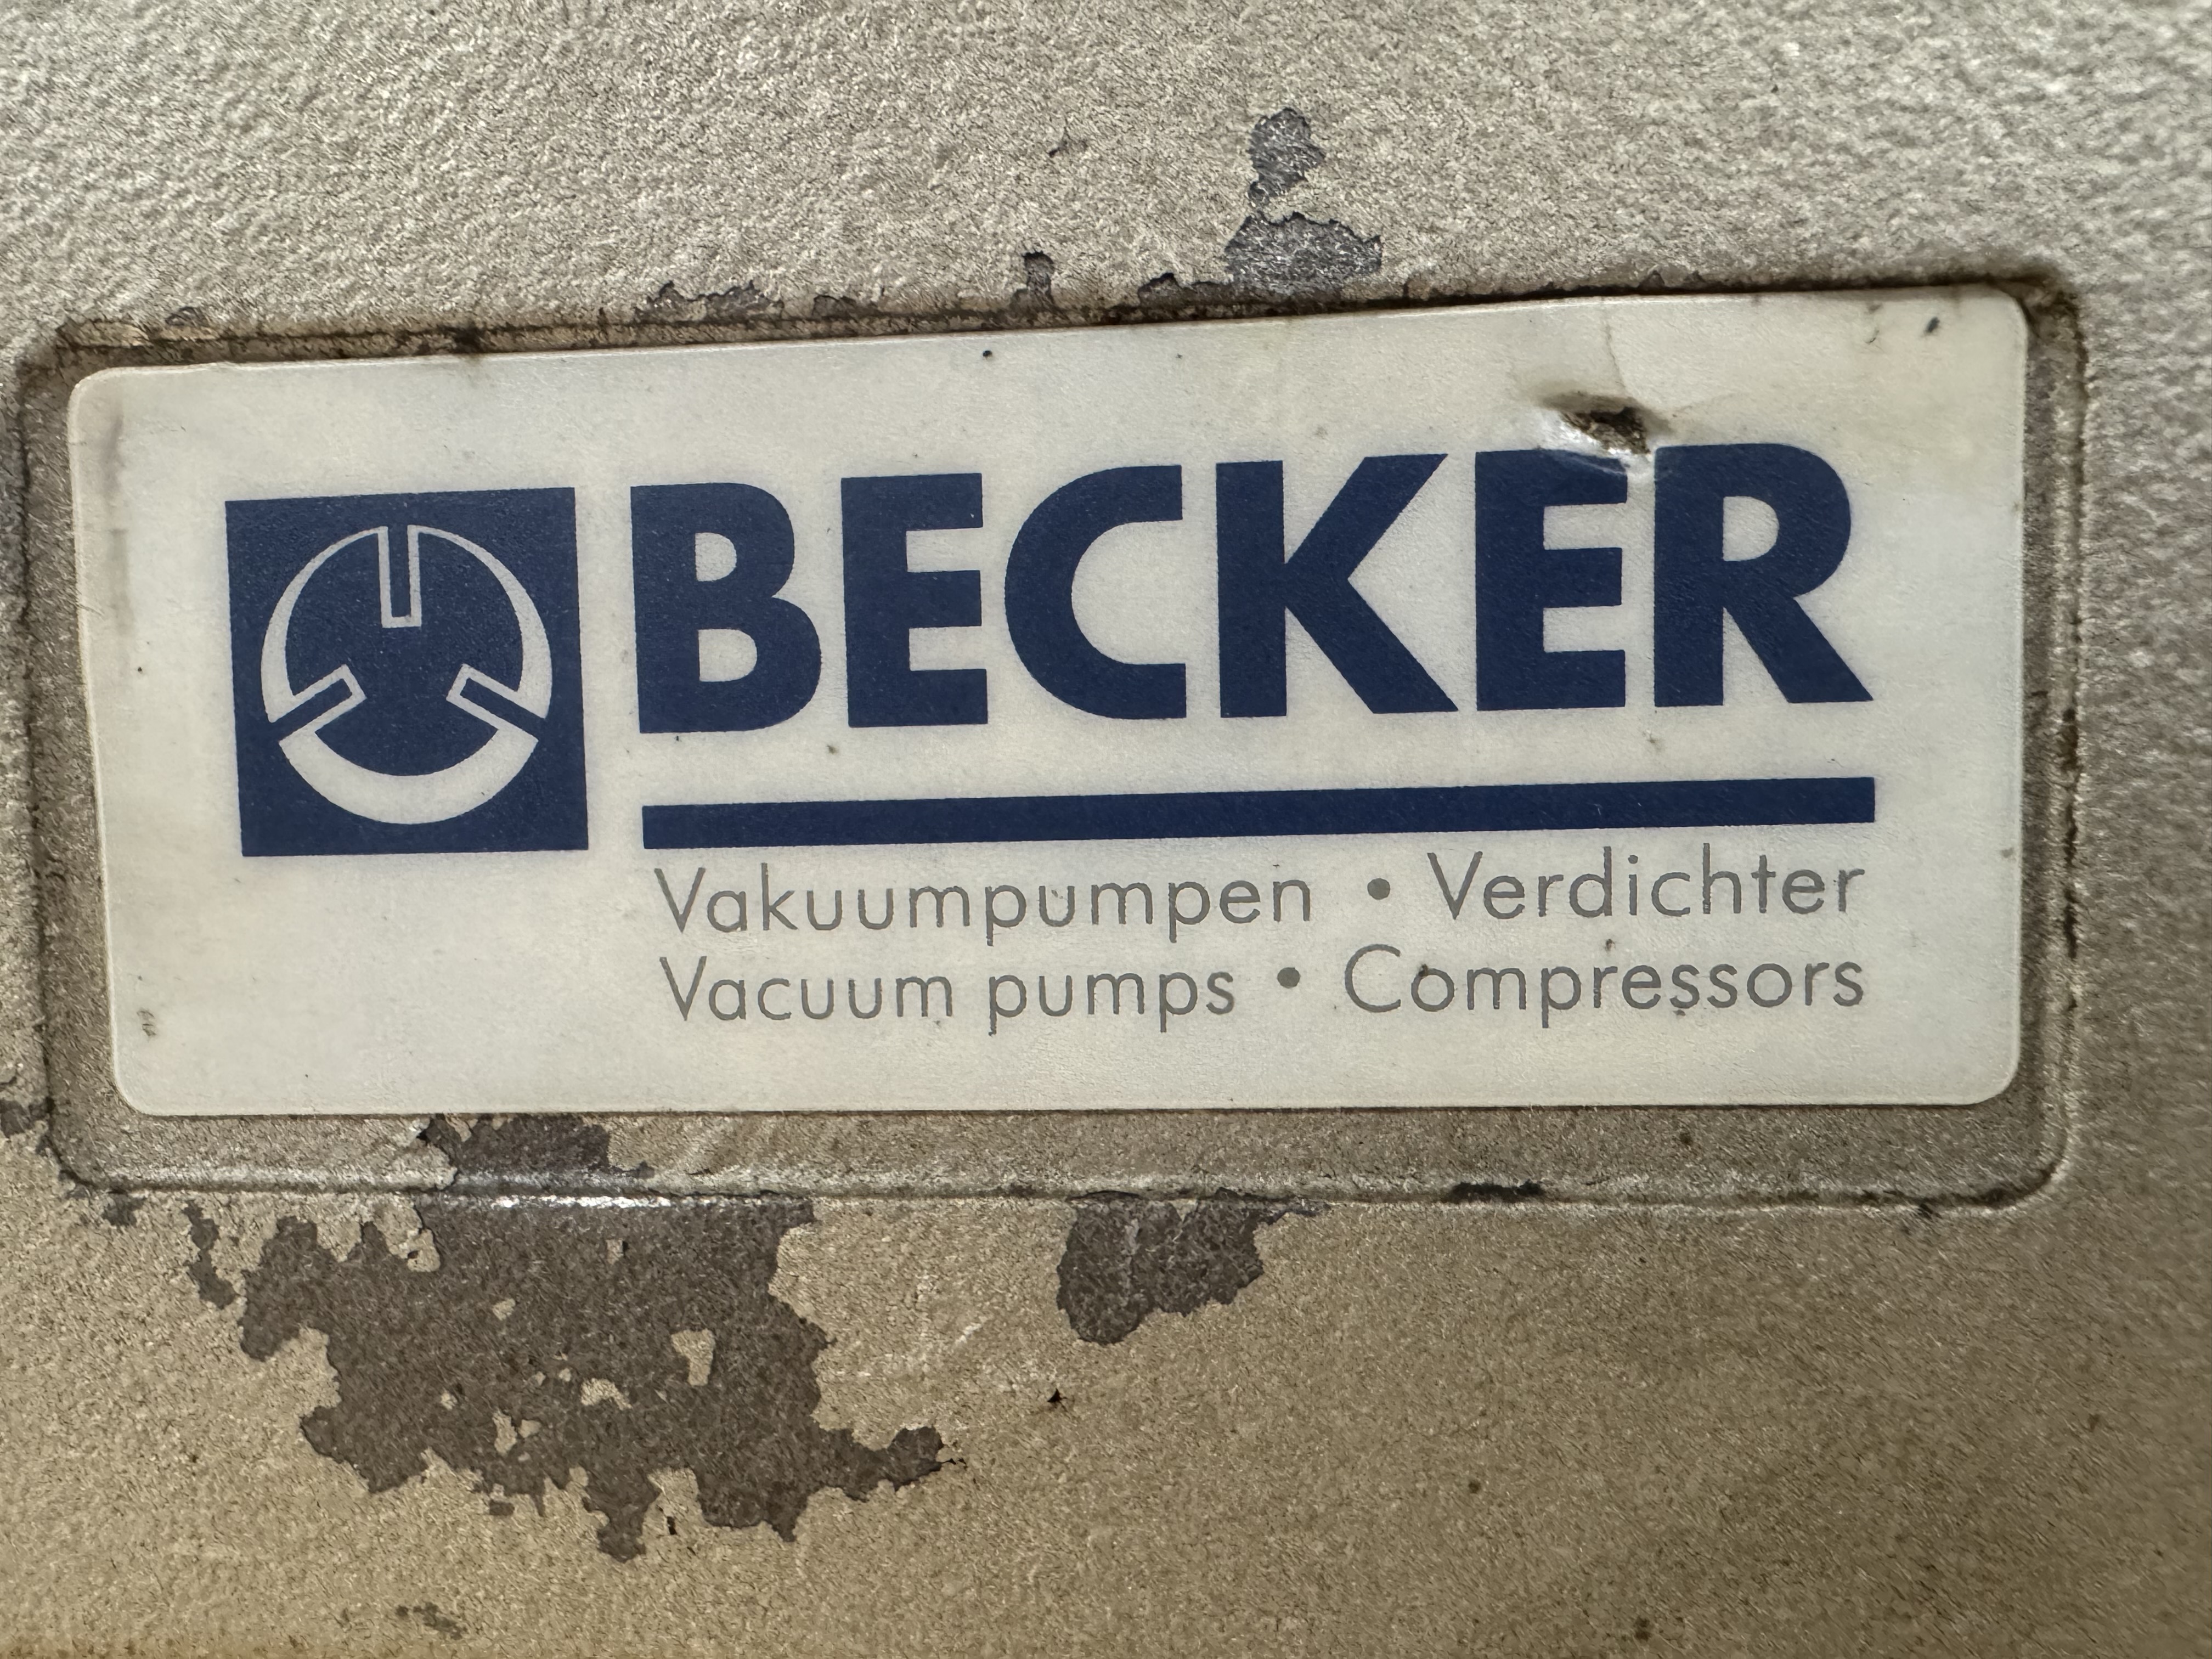 BECKER
Vakuumpumpen • Verdichter
Vacuum pumps • Compressors